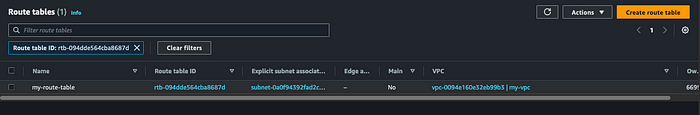 Route tables (1) Info
Actions ▼ Create route table
Filter route tables
1
Route table ID: rtb-094dde564cba8687d × Clear filters
Name Route table ID Explicit subnet associat... Edge a... Main VPC Ow...
my-route-table rtb-094dde564cba8687d subnet-0a0f94392fad2c... – No vpc-0094e160e32eb99b3 | my-vpc 6695